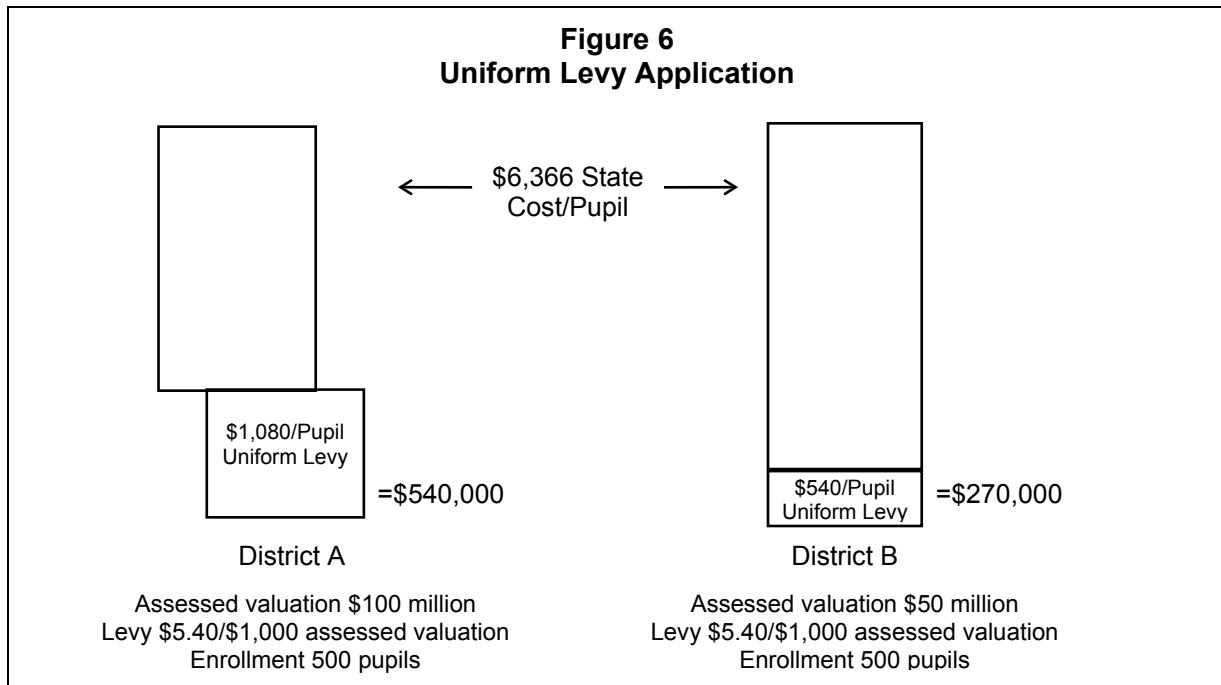 Figure 6
Uniform Levy Application
$6,366 State
Cost/Pupil
$1,080/Pupil
Uniform Levy
=$540,000
$540/Pupil
Uniform Levy
=$270,000
District A
Assessed valuation $100 million
Levy $5.40/$1,000 assessed valuation
Enrollment 500 pupils
District B
Assessed valuation $50 million
Levy $5.40/$1,000 assessed valuation
Enrollment 500 pupils